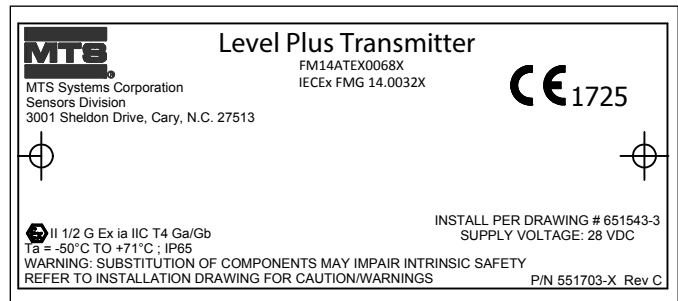 MTS®
Level Plus Transmitter
FM14ATEX0068X
IECEx FMG 14.0032X
MTS Systems Corporation
Sensors Division
3001 Sheldon Drive, Cary, N.C. 27513
CE 1725
INSTALL PER DRAWING # 651543-3
SUPPLY VOLTAGE: 28 VDC
Ex II 1/2 G Ex ia IIC T4 Ga/Gb
Ta = -50°C TO +71°C ; IP65
WARNING: SUBSTITUTION OF COMPONENTS MAY IMPAIR INTRINSIC SAFETY
REFER TO INSTALLATION DRAWING FOR CAUTION/WARNINGS
P/N 551703-X Rev C